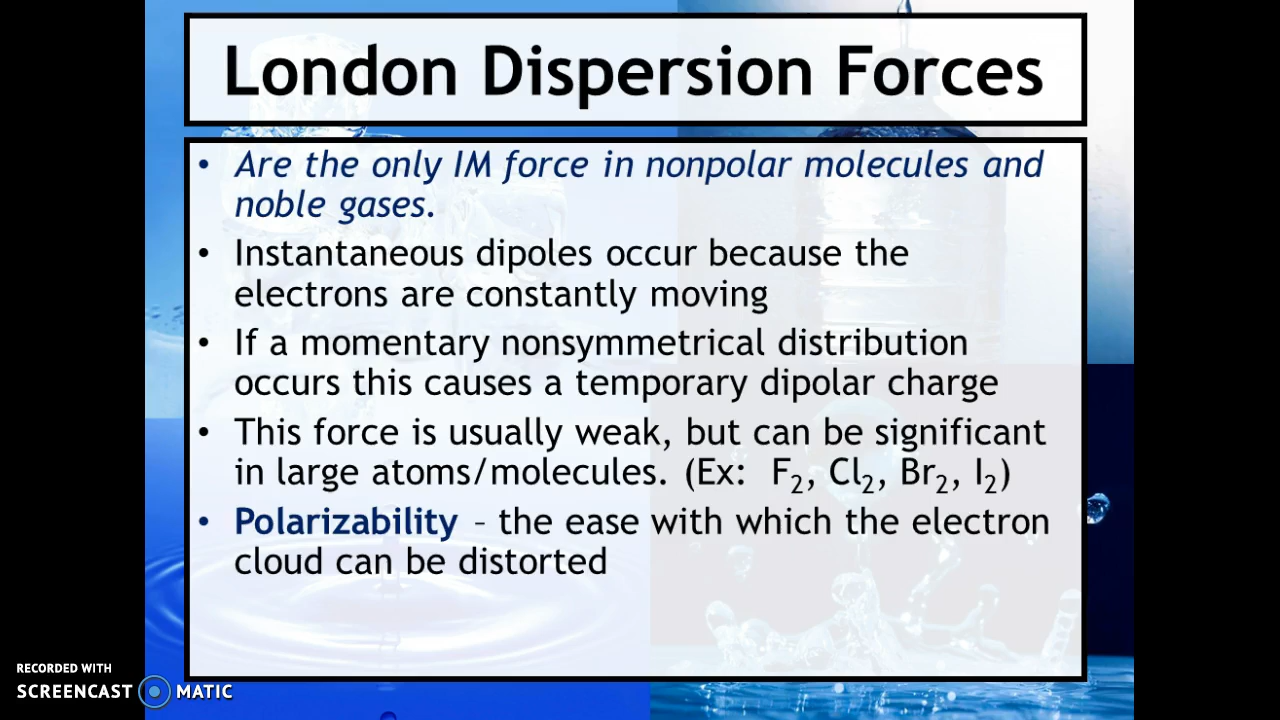 London Dispersion Forces
• Are the only IM force in nonpolar molecules and
noble gases.
• Instantaneous dipoles occur because the
electrons are constantly moving
• If a momentary nonsymmetrical distribution
occurs this causes a temporary dipolar charge
• This force is usually weak, but can be significant
in large atoms/molecules. (Ex: F₂, Cl₂, Br₂, I₂)
• Polarizability – the ease with which the electron
cloud can be distorted
RECORDED WITH
SCREENCAST MATIC